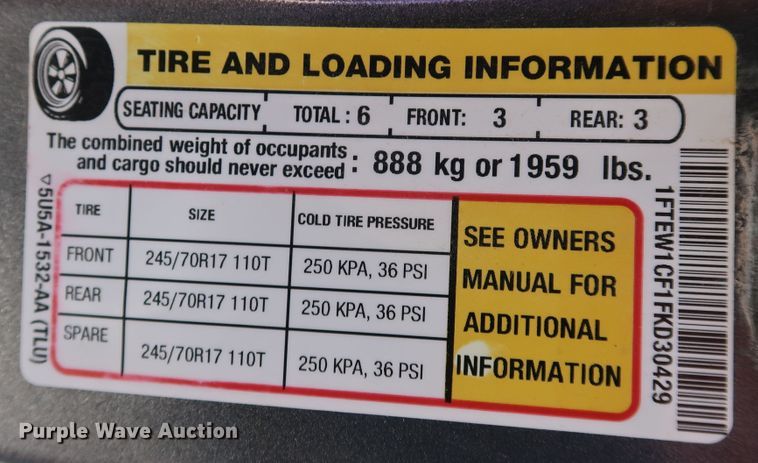 TIRE AND LOADING INFORMATION
SEATING CAPACITY TOTAL : 6 FRONT: 3 REAR: 3
The combined weight of occupants
and cargo should never exceed : 888 kg or 1959 lbs.
TIRE SIZE COLD TIRE PRESSURE
FRONT 245/70R17 110T 250 KPA, 36 PSI
REAR 245/70R17 110T 250 KPA, 36 PSI
SPARE 245/70R17 110T 250 KPA, 36 PSI
SEE OWNERS
MANUAL FOR
ADDITIONAL
INFORMATION
▽5U5A-1532-AA (TLU)
1FTEW1CF1FKD30429
Purple Wave Auction